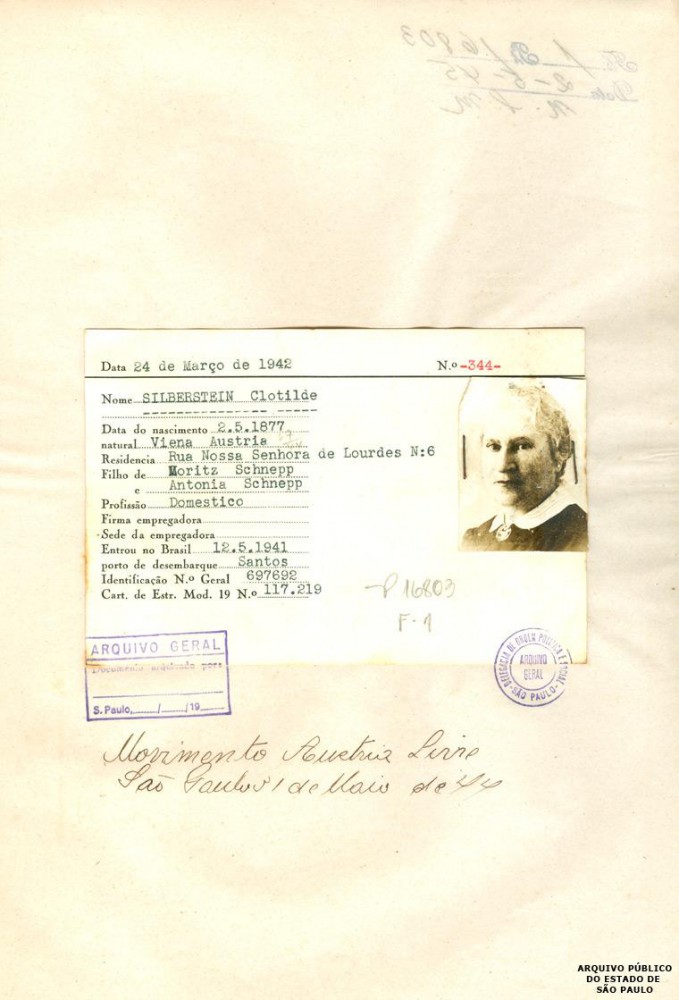 Data 24 de Março de 1942 N.º -344-
Nome SILBERSTEIN Clotilde
Data do nascimento 2.5.1877
natural Viena Austria
Residencia Rua Nossa Senhora de Lourdes N:6
Filho de Moritz Schnepp
e Antonia Schnepp
Profissão Domestico
Firma empregadora
Sede da empregadora
Entrou no Brasil 12.5.1941
porto de desembarque Santos
Identificação N.º Geral 697692
Cart. de Estr. Mod. 19 N.º 117.219
P 16803
F-1
ARQUIVO GERAL
Documento
S. Paulo, / /19
ARQUIVO
GERAL
SÃO PAULO
Movimento Austria Livre
São Paulo 1 de Maio de 44
ARQUIVO PÚBLICO
DO ESTADO DE
SÃO PAULO